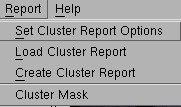 Report Help
Set Cluster Report Options
Load Cluster Report
Create Cluster Report
Cluster Mask